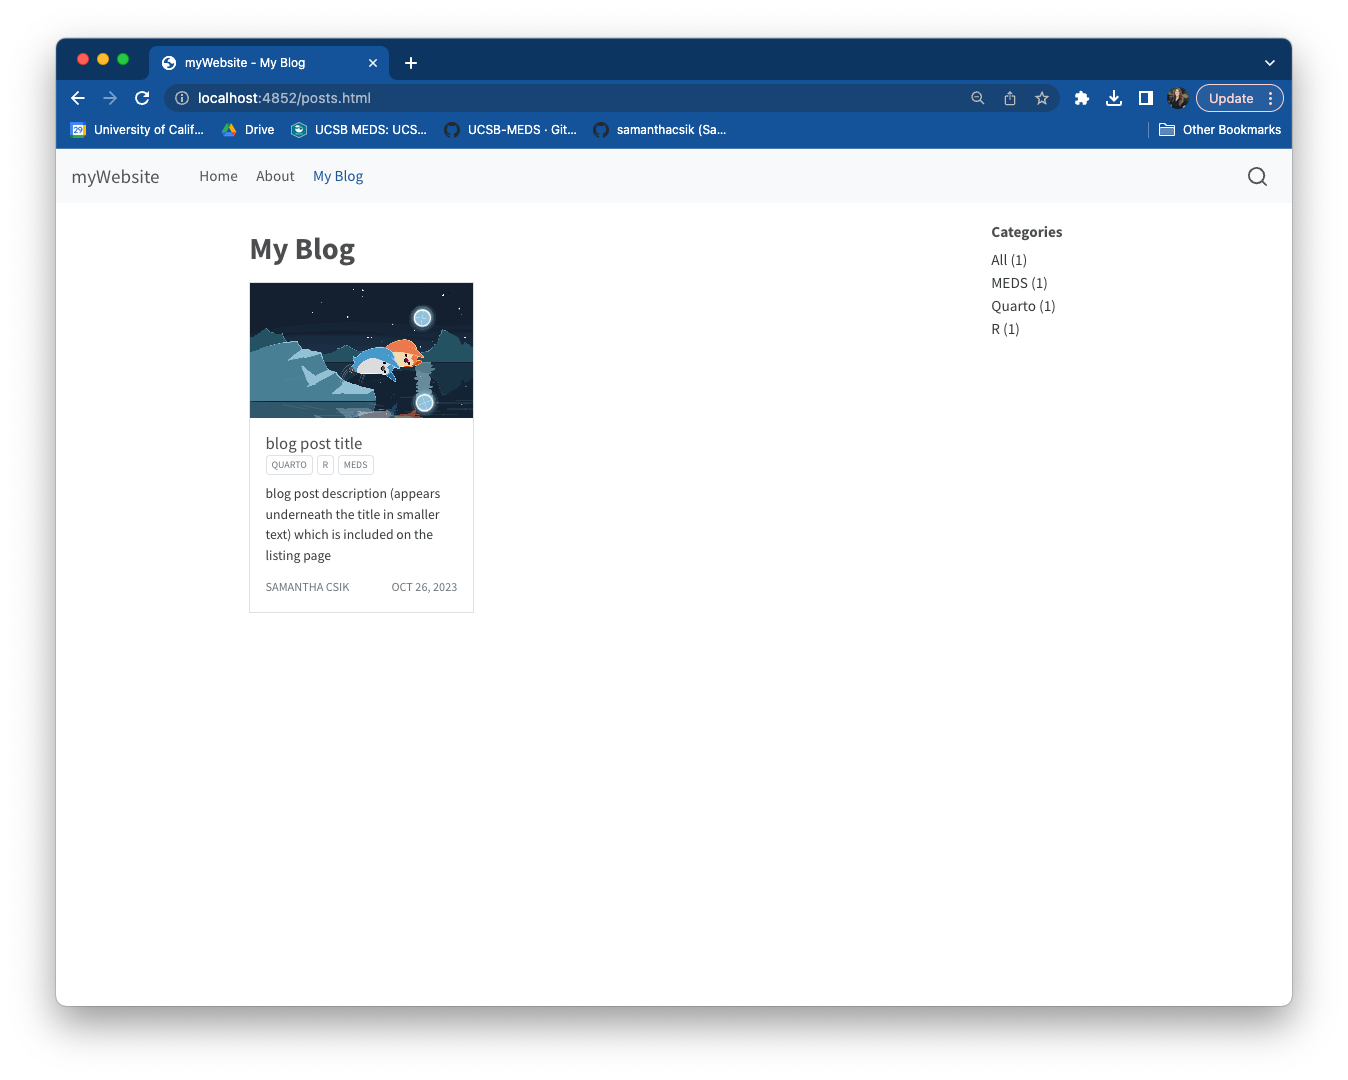 myWebsite - My Blog
localhost:4852/posts.html
Update
29
University of Calif...
Drive
UCSB MEDS: UCS...
UCSB-MEDS · Git...
samanthacsik (Sa...
Other Bookmarks
myWebsite
Home
About
My Blog
My Blog
blog post title
QUARTO
R
MEDS
blog post description (appears
underneath the title in smaller
text) which is included on the
listing page
SAMANTHA CSIK
OCT 26, 2023
Categories
All (1)
MEDS (1)
Quarto (1)
R (1)